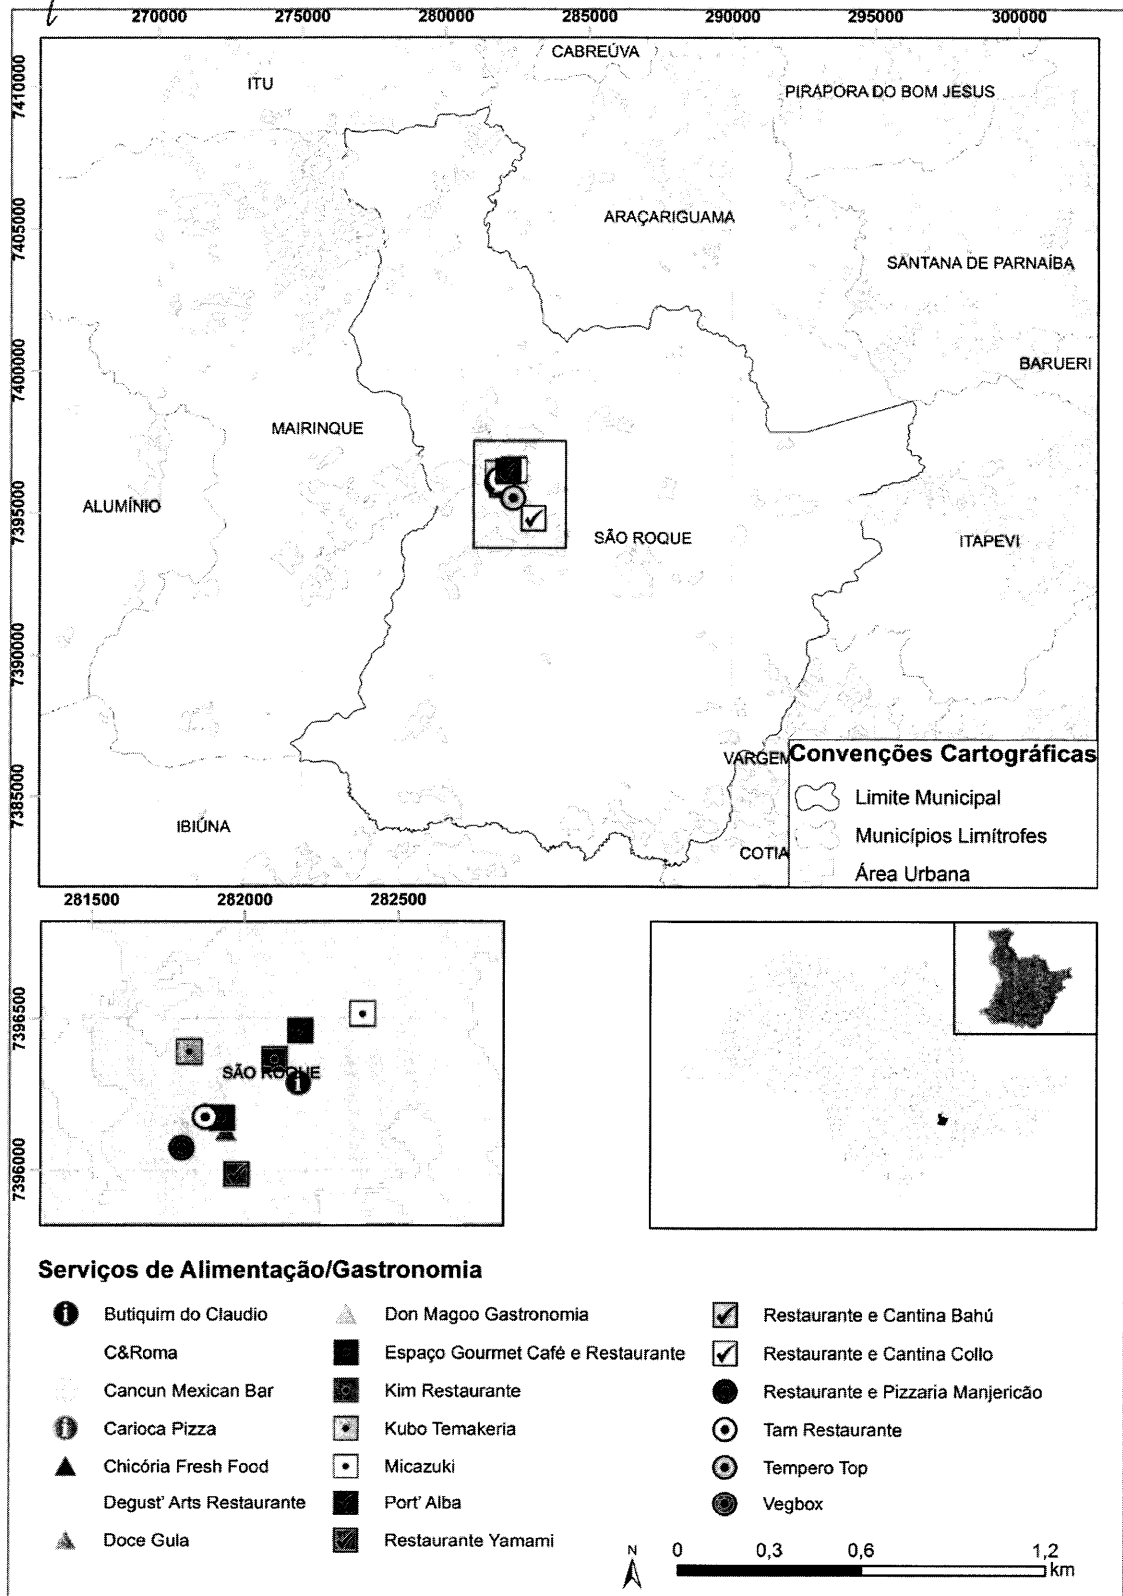 270000 275000 280000 285000 290000 295000 300000
7410000
7405000
7400000
7395000
7390000
7385000
CABREÚVA
ITU
PIRAPORA DO BOM JESUS
ARAÇARIGUAMA
SANTANA DE PARNAÍBA
BARUERI
MAIRINQUE
ALUMÍNIO
SÃO ROQUE
ITAPEVI
VARGEM
IBIÚNA
COTIA
Convenções Cartográficas
Limite Municipal
Municípios Limítrofes
Área Urbana
281500 282000 282500
7396500
7396000
SÃO ROQUE
Serviços de Alimentação/Gastronomia
Butiquim do Claudio
C&Roma
Cancun Mexican Bar
Carioca Pizza
Chicória Fresh Food
Degust' Arts Restaurante
Doce Gula
Don Magoo Gastronomia
Espaço Gourmet Café e Restaurante
Kim Restaurante
Kubo Temakeria
Micazuki
Port' Alba
Restaurante Yamami
Restaurante e Cantina Bahú
Restaurante e Cantina Collo
Restaurante e Pizzaria Manjericão
Tam Restaurante
Tempero Top
Vegbox
N
0 0,3 0,6 1,2
km